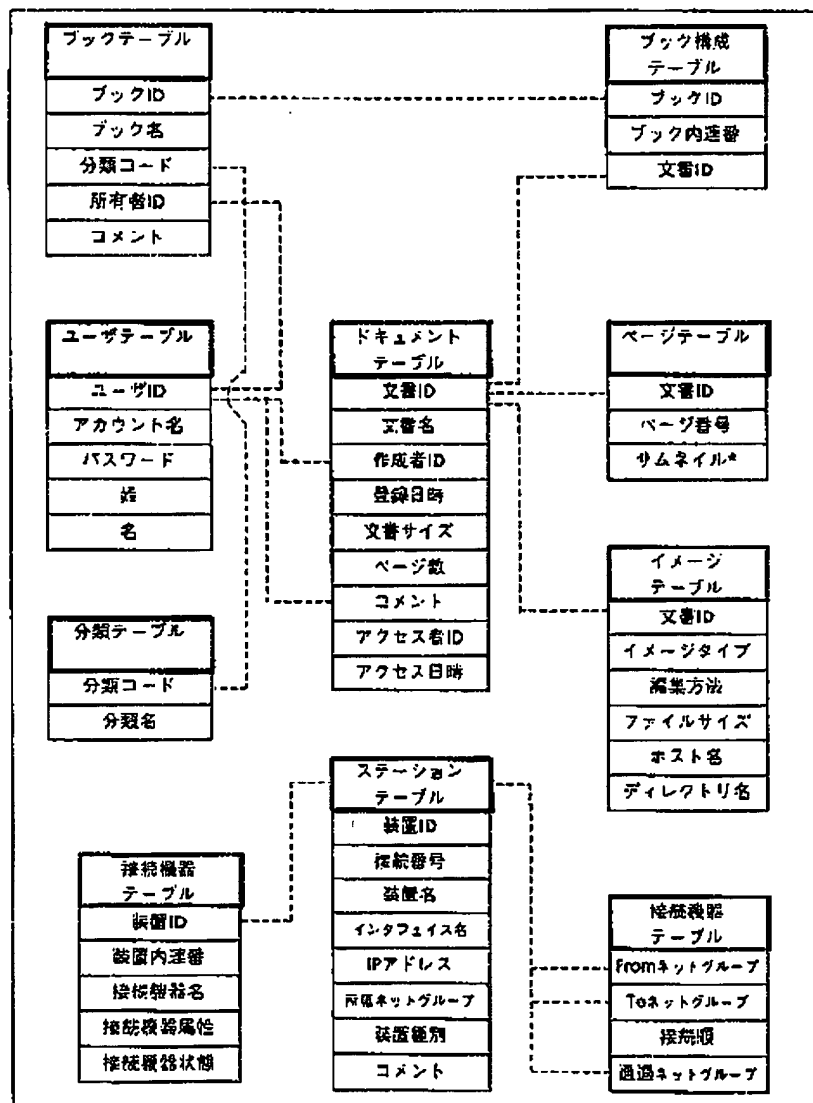 ブックテーブル
ブックID
ブック名
分類コード
所有者ID
コメント
ブック構成
テーブル
ブックID
ブック内連番
文書ID
ユーザテーブル
ユーザID
アカウント名
パスワード
姓
名
ドキュメント
テーブル
文書ID
文書名
作成者ID
登録日時
文書サイズ
ページ数
コメント
アクセス者ID
アクセス日時
ページテーブル
文書ID
ページ番号
サムネイル*
イメージ
テーブル
文書ID
イメージタイプ
編集方法
ファイルサイズ
ホスト名
ディレクトリ名
分類テーブル
分類コード
分類名
ステーション
テーブル
装置ID
接続番号
装置名
インタフェイス名
IPアドレス
所属ネットグループ
装置種別
コメント
接続機器
テーブル
装置ID
装置内連番
接続機器名
接続機器属性
接続機器状態
接続機器
テーブル
Fromネットグループ
Toネットグループ
接続順
通過ネットグループ